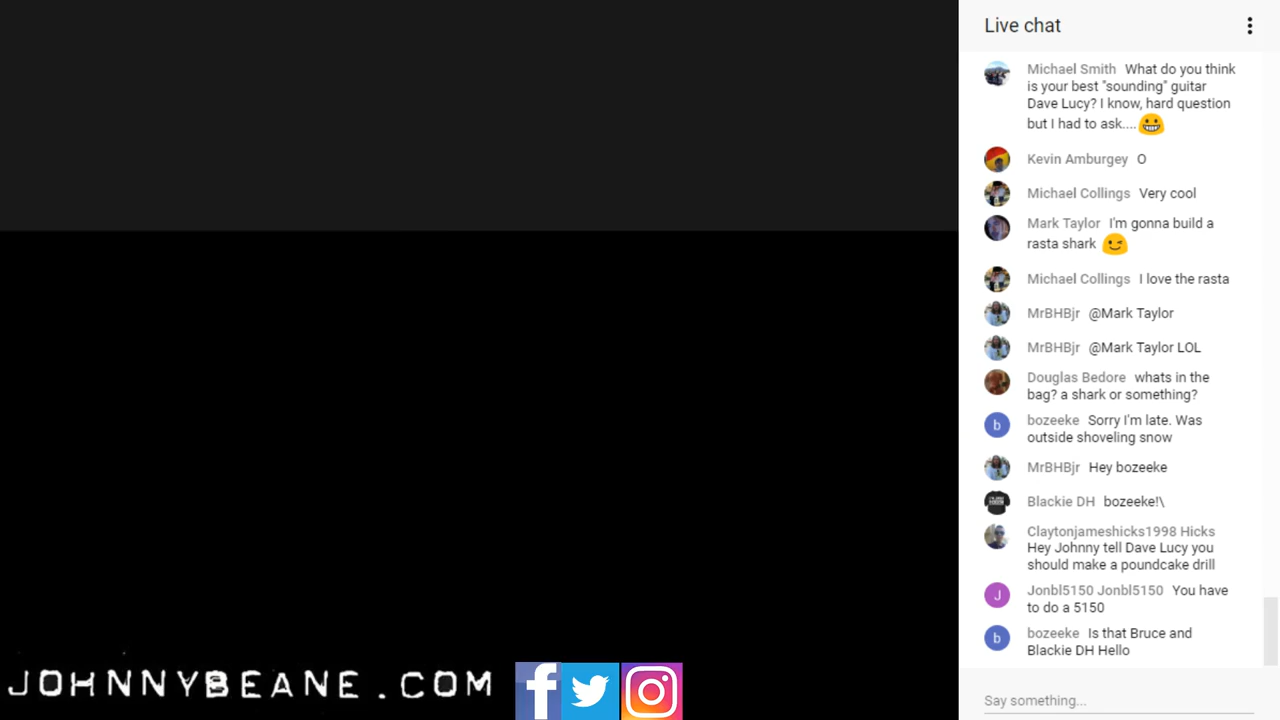 Live chat
Michael Smith What do you think
is your best "sounding" guitar
Dave Lucy? I know, hard question
but I had to ask....
Kevin Amburgey O
Michael Collings Very cool
Mark Taylor I'm gonna build a
rasta shark
Michael Collings I love the rasta
MrBHBjr @Mark Taylor
MrBHBjr @Mark Taylor LOL
Douglas Bedore whats in the
bag? a shark or something?
b bozeeke Sorry I'm late. Was
outside shoveling snow
MrBHBjr Hey bozeeke
Blackie DH bozeeke!\
Claytonjameshicks1998 Hicks
Hey Johnny tell Dave Lucy you
should make a poundcake drill
J Jonbl5150 Jonbl5150 You have
to do a 5150
b bozeeke Is that Bruce and
Blackie DH Hello
Say something...
JOHNNYBEANE.COM